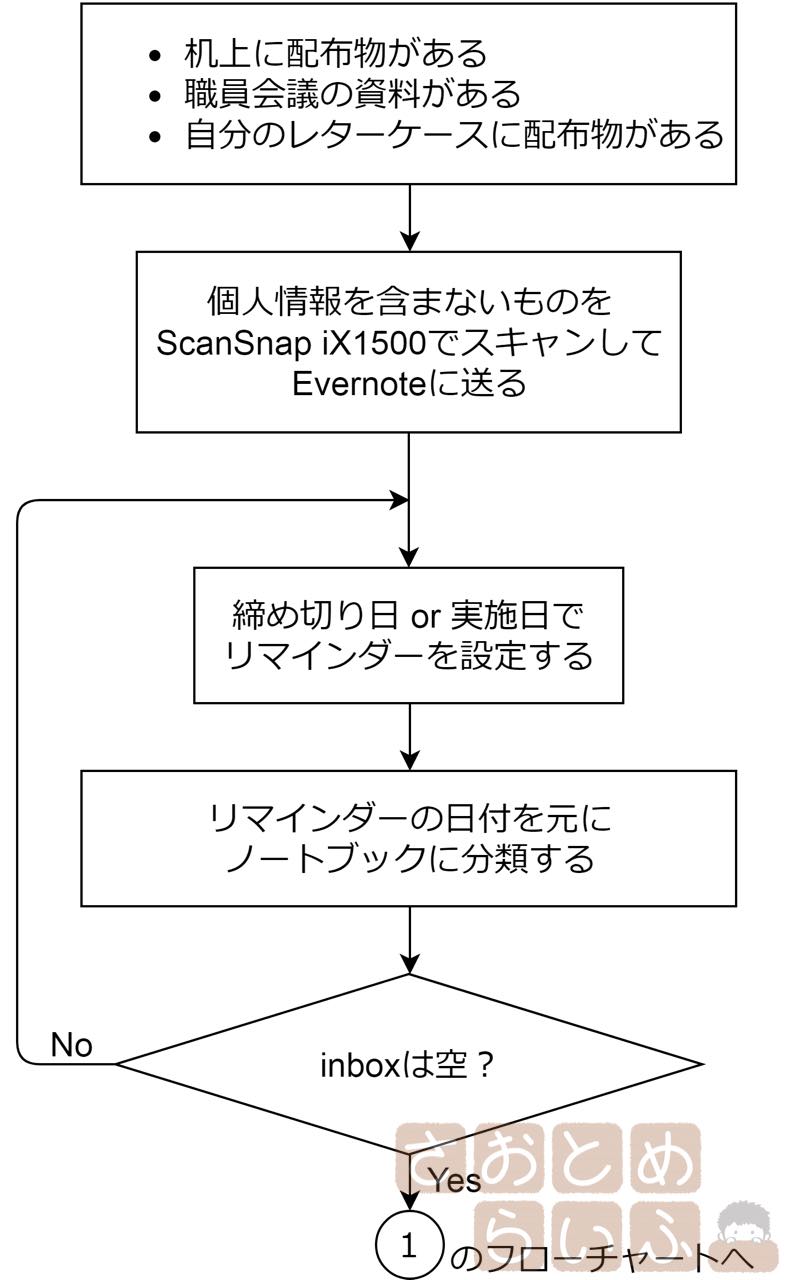 • 机上に配布物がある
• 職員会議の資料がある
• 自分のレターケースに配布物がある
個人情報を含まないものを
ScanSnap iX1500でスキャンして
Evernoteに送る
締め切り日 or 実施日で
リマインダーを設定する
リマインダーの日付を元に
ノートブックに分類する
No
inboxは空？
さおとめ
Yes
らいふ
1 のフローチャートへ